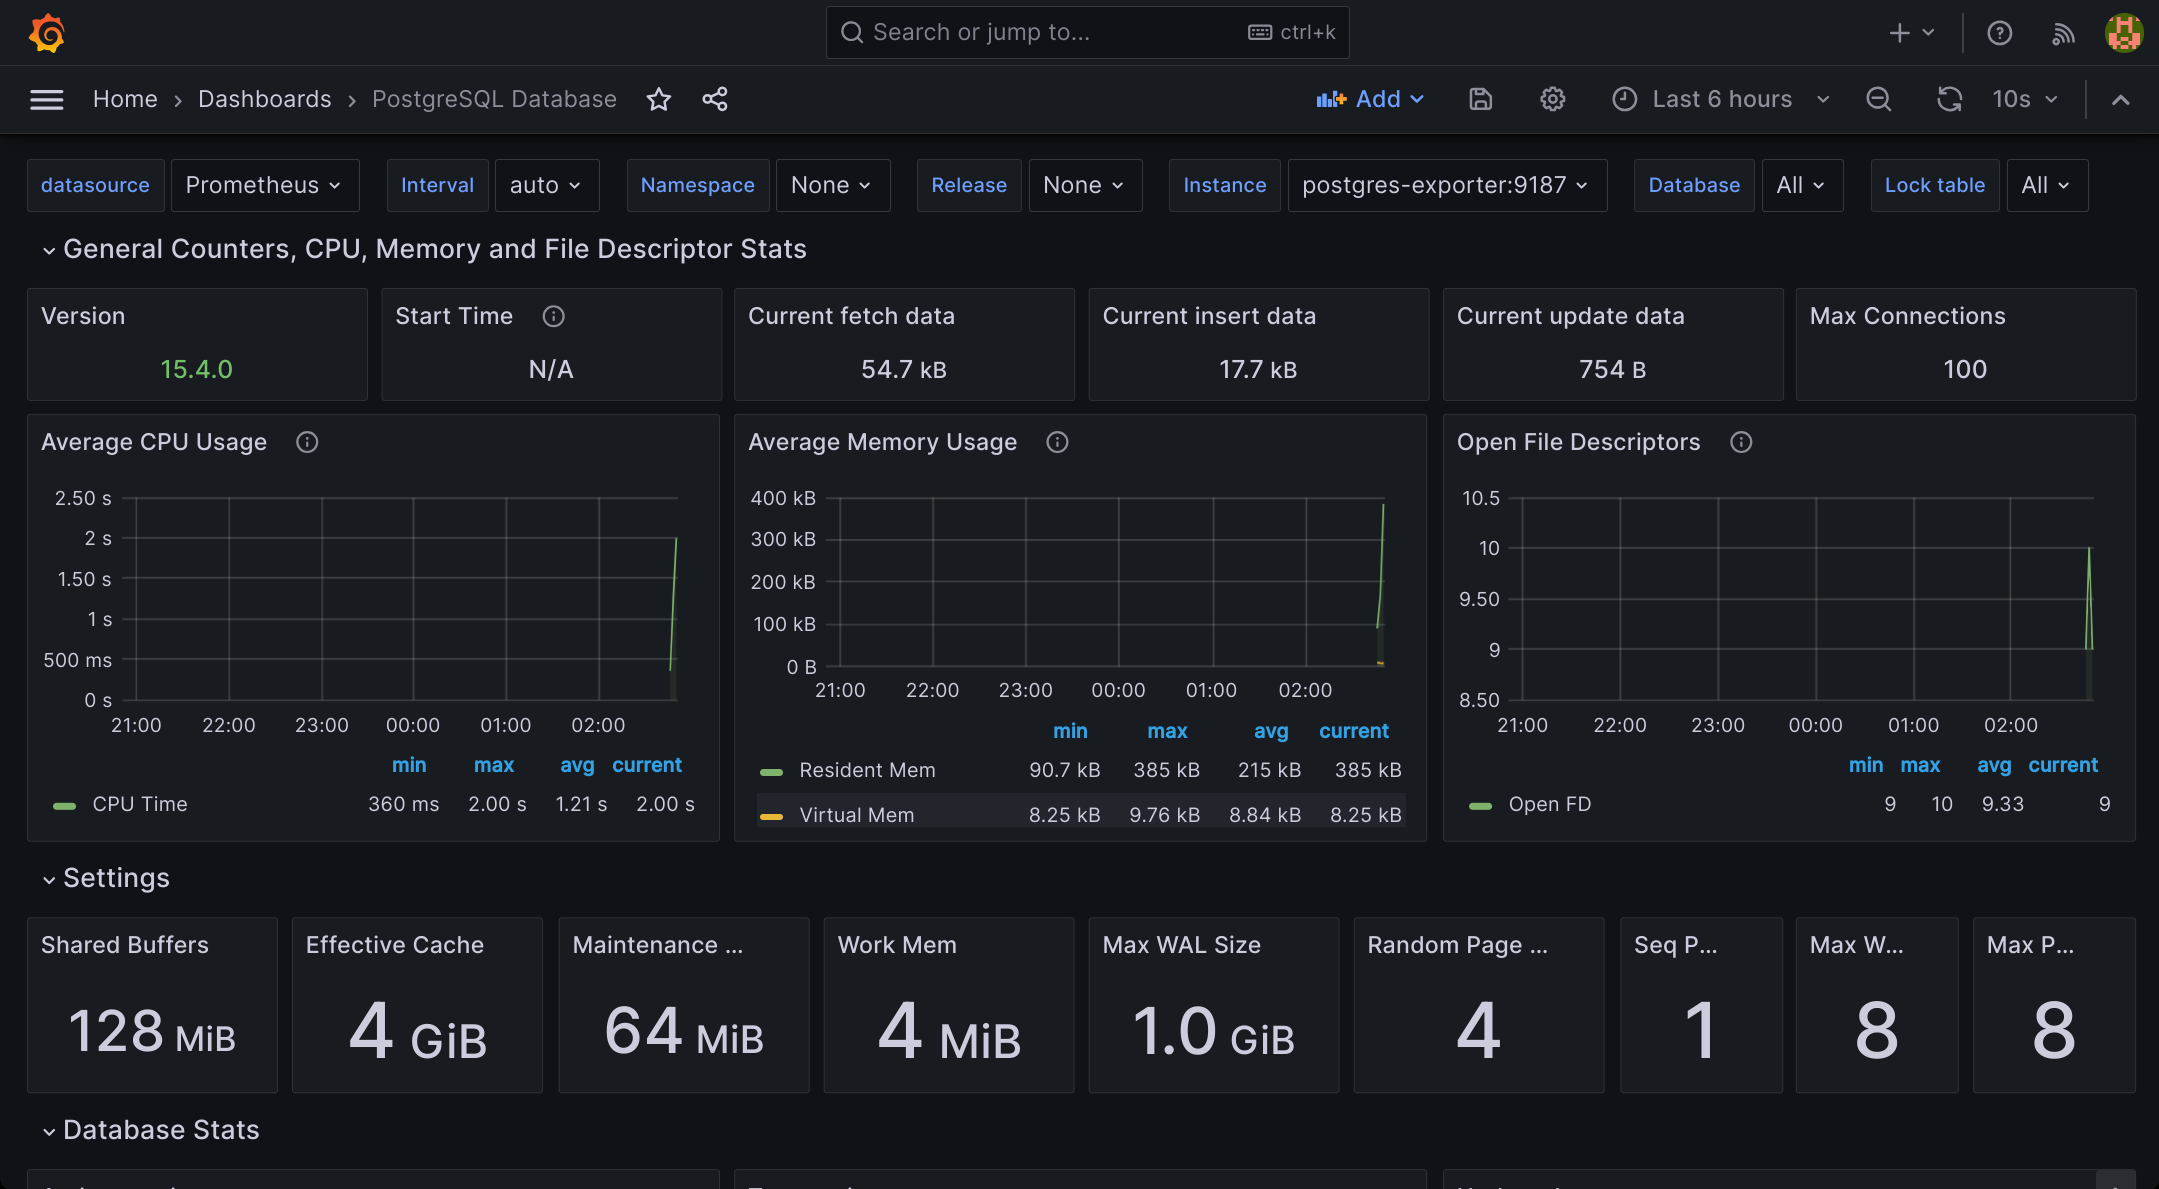 Search or jump to... ctrl+k
Home › Dashboards › PostgreSQL Database
Add Last 6 hours 10s
datasource Prometheus Interval auto Namespace None Release None Instance postgres-exporter:9187 Database All Lock table All
General Counters, CPU, Memory and File Descriptor Stats
Version
15.4.0
Start Time
N/A
Current fetch data
54.7 kB
Current insert data
17.7 kB
Current update data
754 B
Max Connections
100
Average CPU Usage
2.50 s
2 s
1.50 s
1 s
500 ms
0 s
21:00 22:00 23:00 00:00 01:00 02:00
min max avg current
CPU Time 360 ms 2.00 s 1.21 s 2.00 s
Average Memory Usage
400 kB
300 kB
200 kB
100 kB
0 B
21:00 22:00 23:00 00:00 01:00 02:00
min max avg current
Resident Mem 90.7 kB 385 kB 215 kB 385 kB
Virtual Mem 8.25 kB 9.76 kB 8.84 kB 8.25 kB
Open File Descriptors
10.5
10
9.50
9
8.50
21:00 22:00 23:00 00:00 01:00 02:00
min max avg current
Open FD 9 10 9.33 9
Settings
Shared Buffers
128 MiB
Effective Cache
4 GiB
Maintenance ...
64 MiB
Work Mem
4 MiB
Max WAL Size
1.0 GiB
Random Page ...
4
Seq P...
1
Max W...
8
Max P...
8
Database Stats